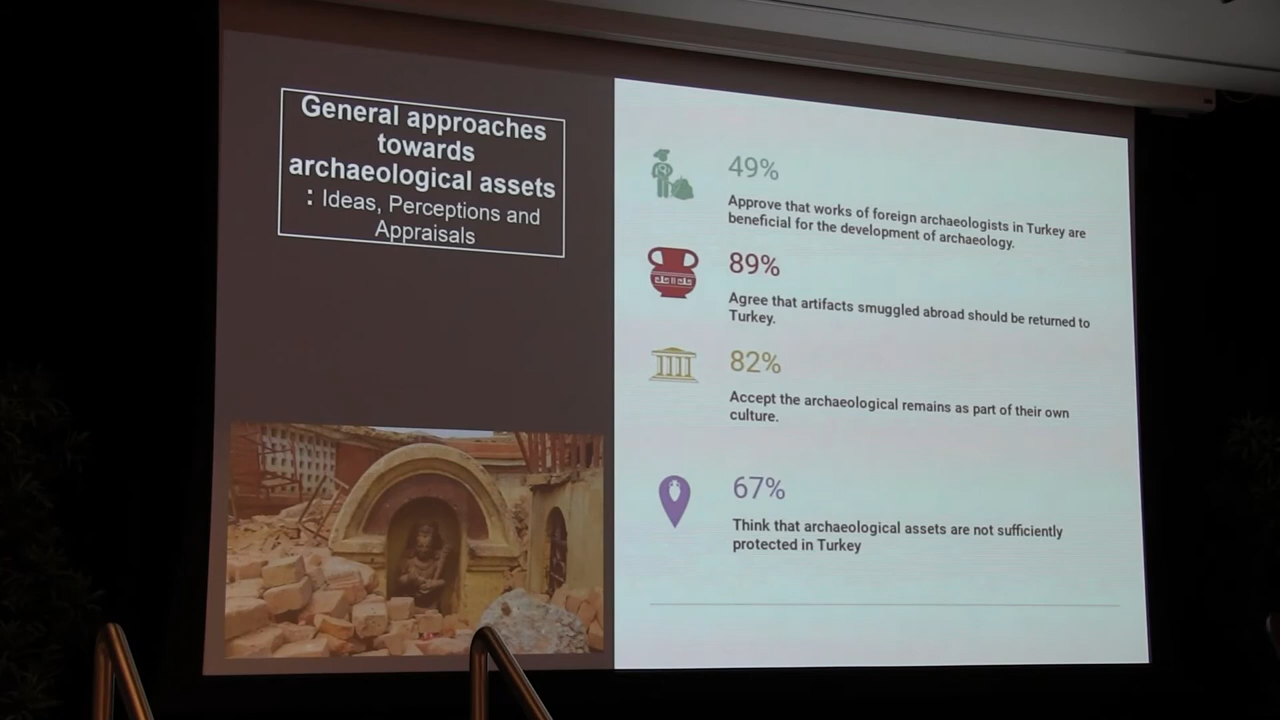 General approaches
towards
archaeological assets
: Ideas, Perceptions and
Appraisals
49%
Approve that works of foreign archaeologists in Turkey are
beneficial for the development of archaeology.
89%
Agree that artifacts smuggled abroad should be returned to
Turkey.
82%
Accept the archaeological remains as part of their own
culture.
67%
Think that archaeological assets are not sufficiently
protected in Turkey